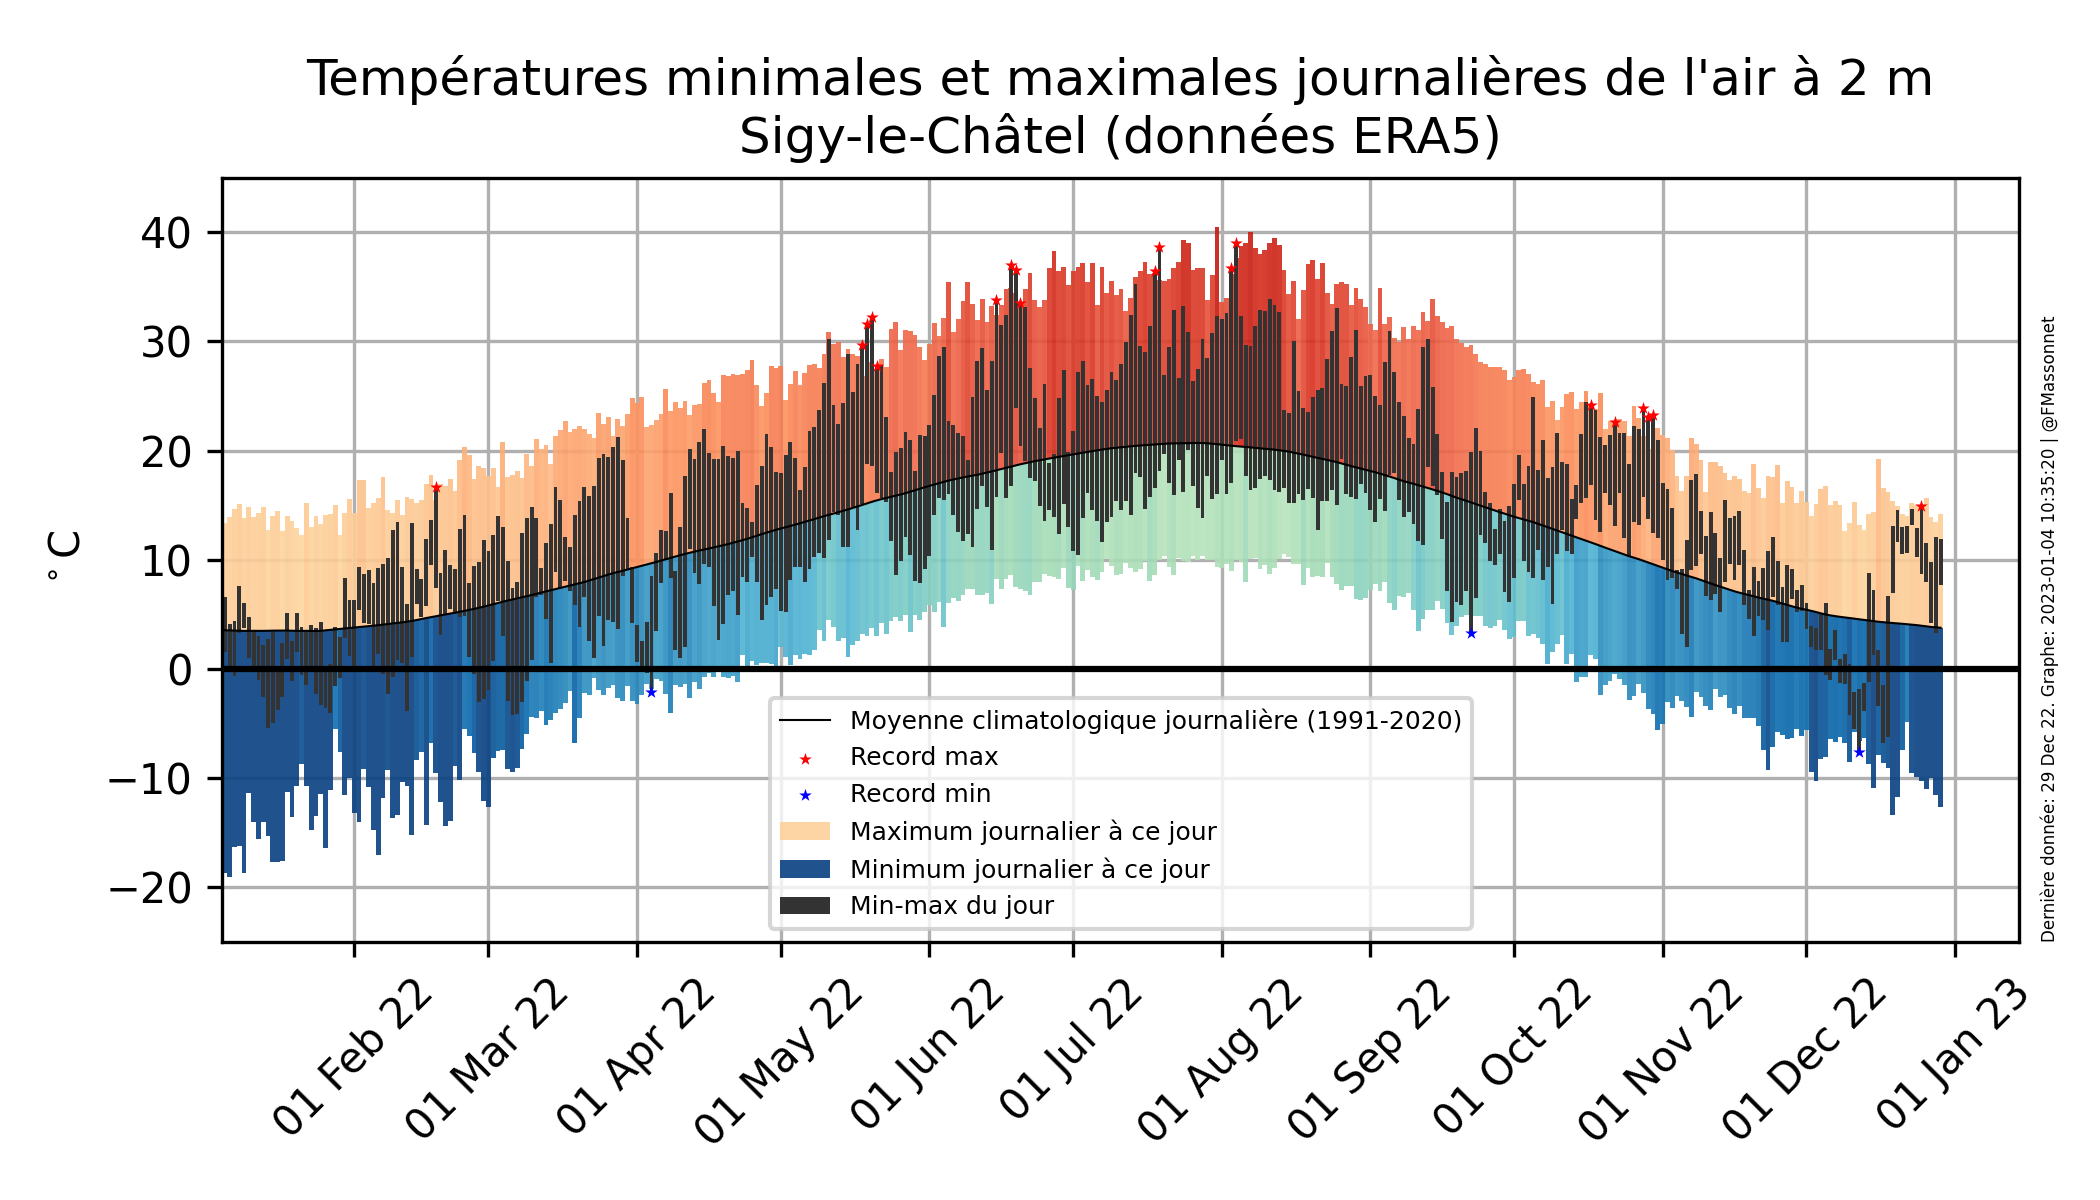 Températures minimales et maximales journalières de l'air à 2 m
Sigy-le-Châtel (données ERA5)
°C
40
30
20
10
0
−10
−20
Moyenne climatologique journalière (1991-2020)
Record max
Record min
Maximum journalier à ce jour
Minimum journalier à ce jour
Min-max du jour
01 Feb 22
01 Mar 22
01 Apr 22
01 May 22
01 Jun 22
01 Jul 22
01 Aug 22
01 Sep 22
01 Oct 22
01 Nov 22
01 Dec 22
01 Jan 23
Dernière donnée: 29 Dec 22. Graphe: 2023-01-04 10:35:20 | @FMassonnet